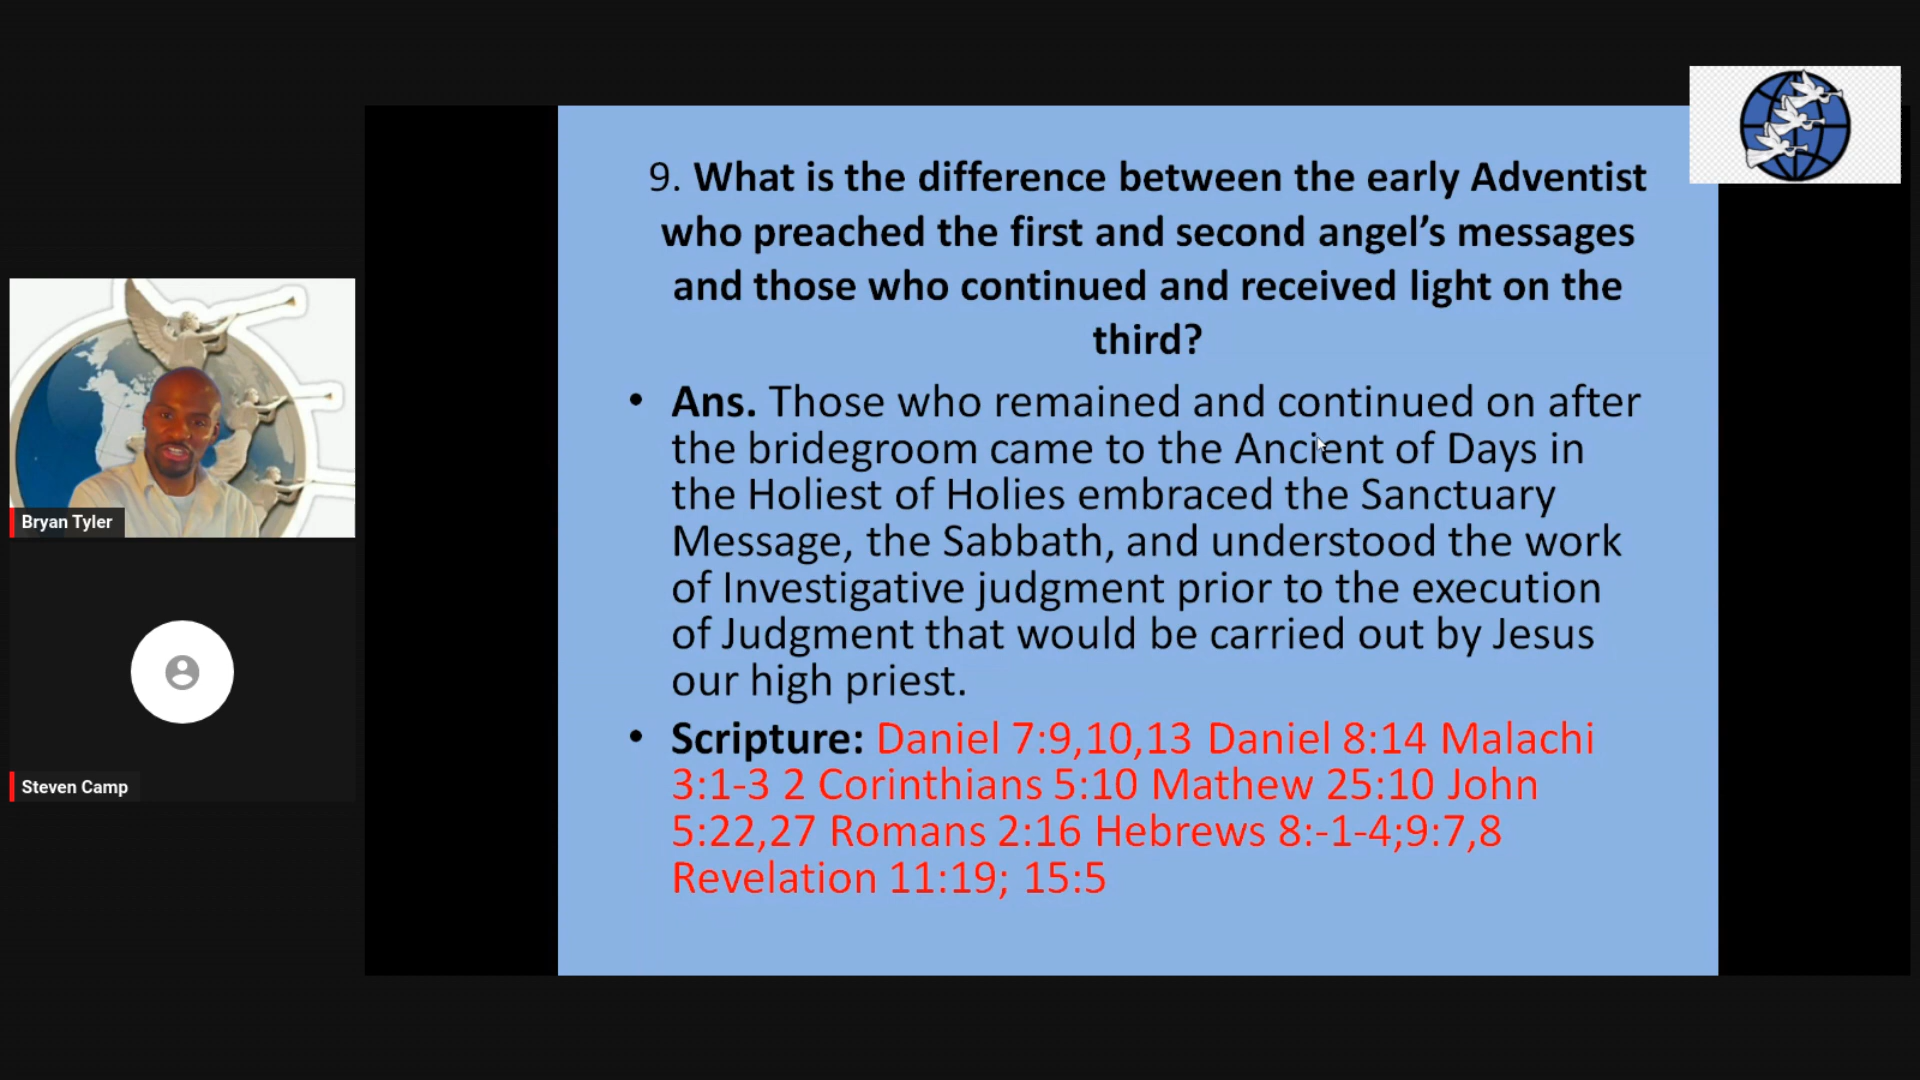 9. What is the difference between the early Adventist
who preached the first and second angel's messages
and those who continued and received light on the
third?
• Ans. Those who remained and continued on after
the bridegroom came to the Ancient of Days in
the Holiest of Holies embraced the Sanctuary
Message, the Sabbath, and understood the work
of Investigative judgment prior to the execution
of Judgment that would be carried out by Jesus
our high priest.
• Scripture: Daniel 7:9,10,13 Daniel 8:14 Malachi
3:1-3 2 Corinthians 5:10 Mathew 25:10 John
5:22,27 Romans 2:16 Hebrews 8:-1-4;9:7,8
Revelation 11:19; 15:5
Bryan Tyler
Steven Camp